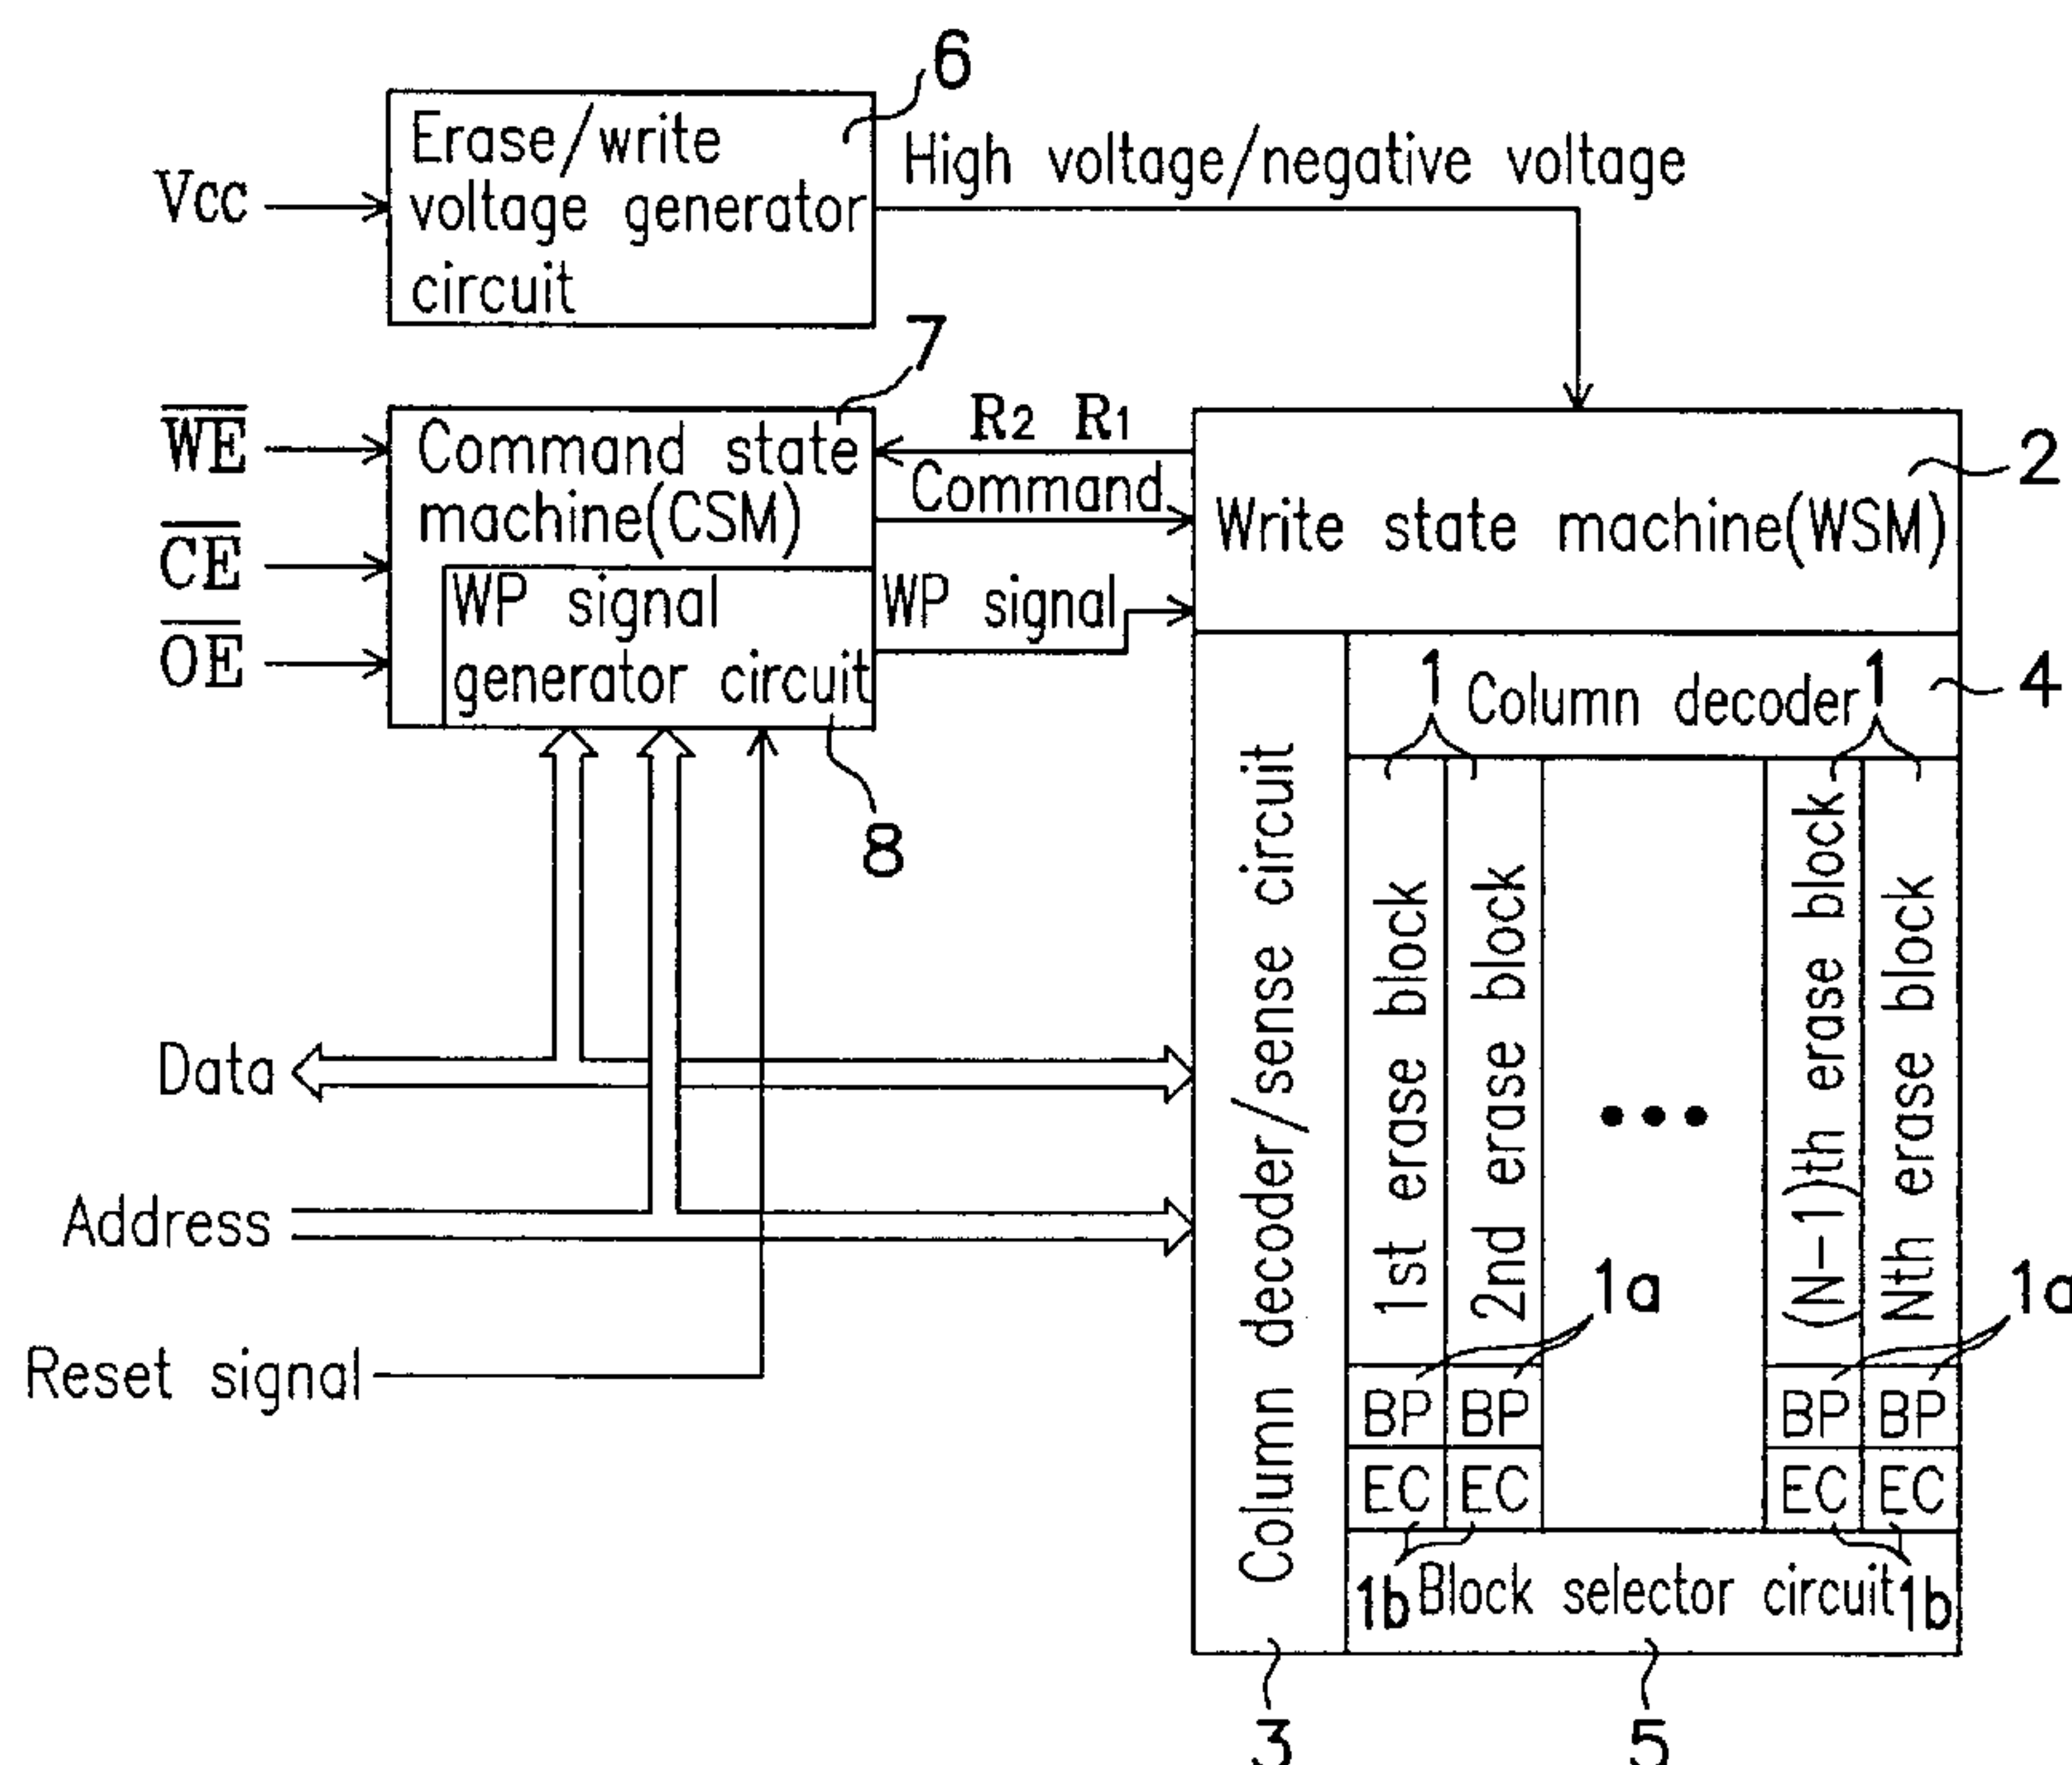 6
Erase/write
voltage generator
circuit
Vcc
High voltage/negative voltage
7
WE
CE
OE
Command state
machine(CSM)
WP signal
generator circuit
8
R2 R1
Command
WP signal
2
Write state machine(WSM)
1 Column decoder 1
4
Column decoder/sense circuit
1st erase block
2nd erase block
•••
(N-1)th erase block
Nth erase block
Data
Address
Reset signal
1a
1a
BP BP BP BP
EC EC EC EC
1b Block selector circuit 1b
3
5